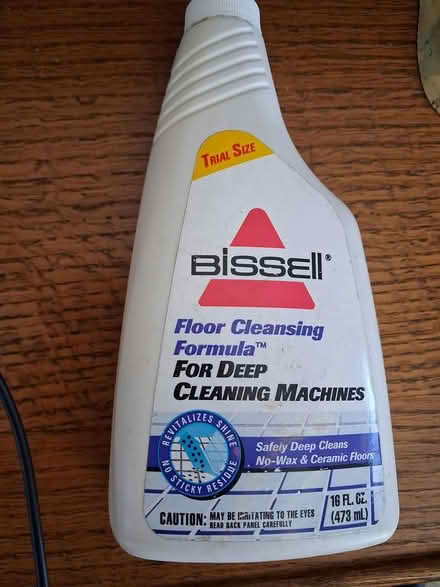 TRIAL SIZE
BISSELL®
Floor Cleansing
Formula™
FOR DEEP
CLEANING MACHINES
REVITALIZES SHINE
NO STICKY RESIDUE
Safely Deep Cleans
No-Wax & Ceramic Floors
16 FL. OZ.
(473 mL)
CAUTION: MAY BE IRRITATING TO THE EYES
READ BACK PANEL CAREFULLY